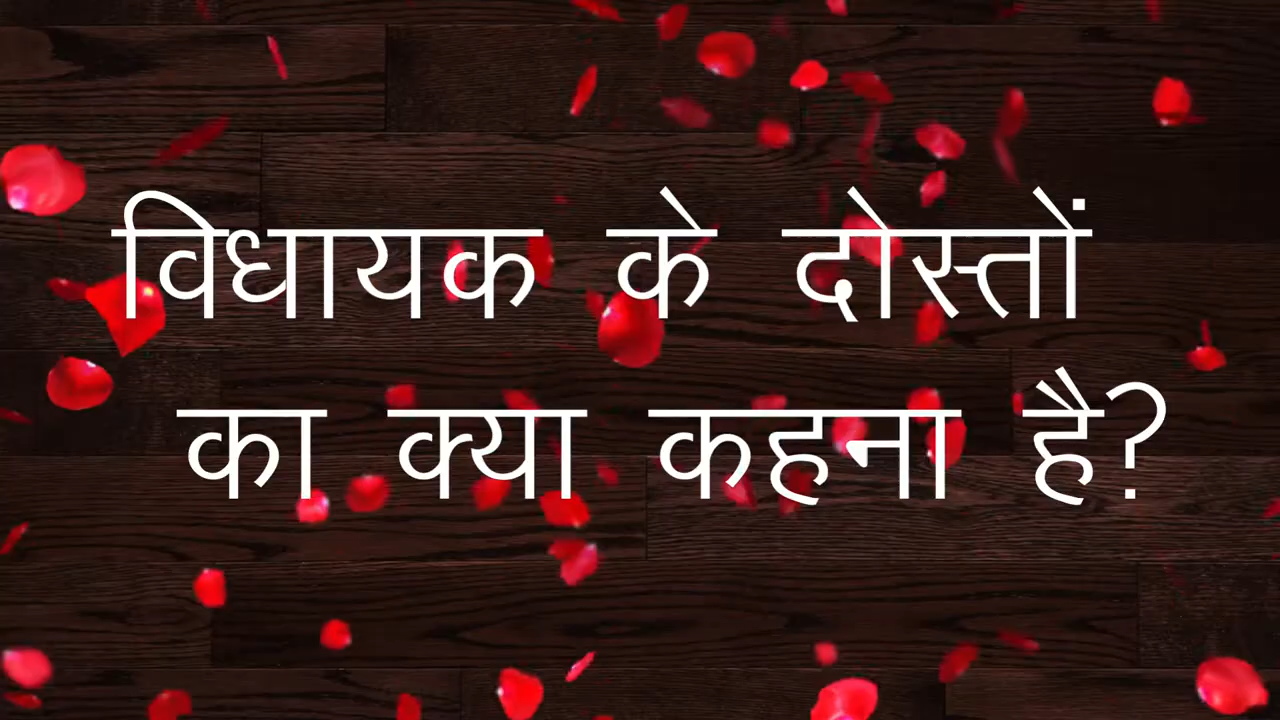 विधायक के दोस्तों
का क्या कहना है?